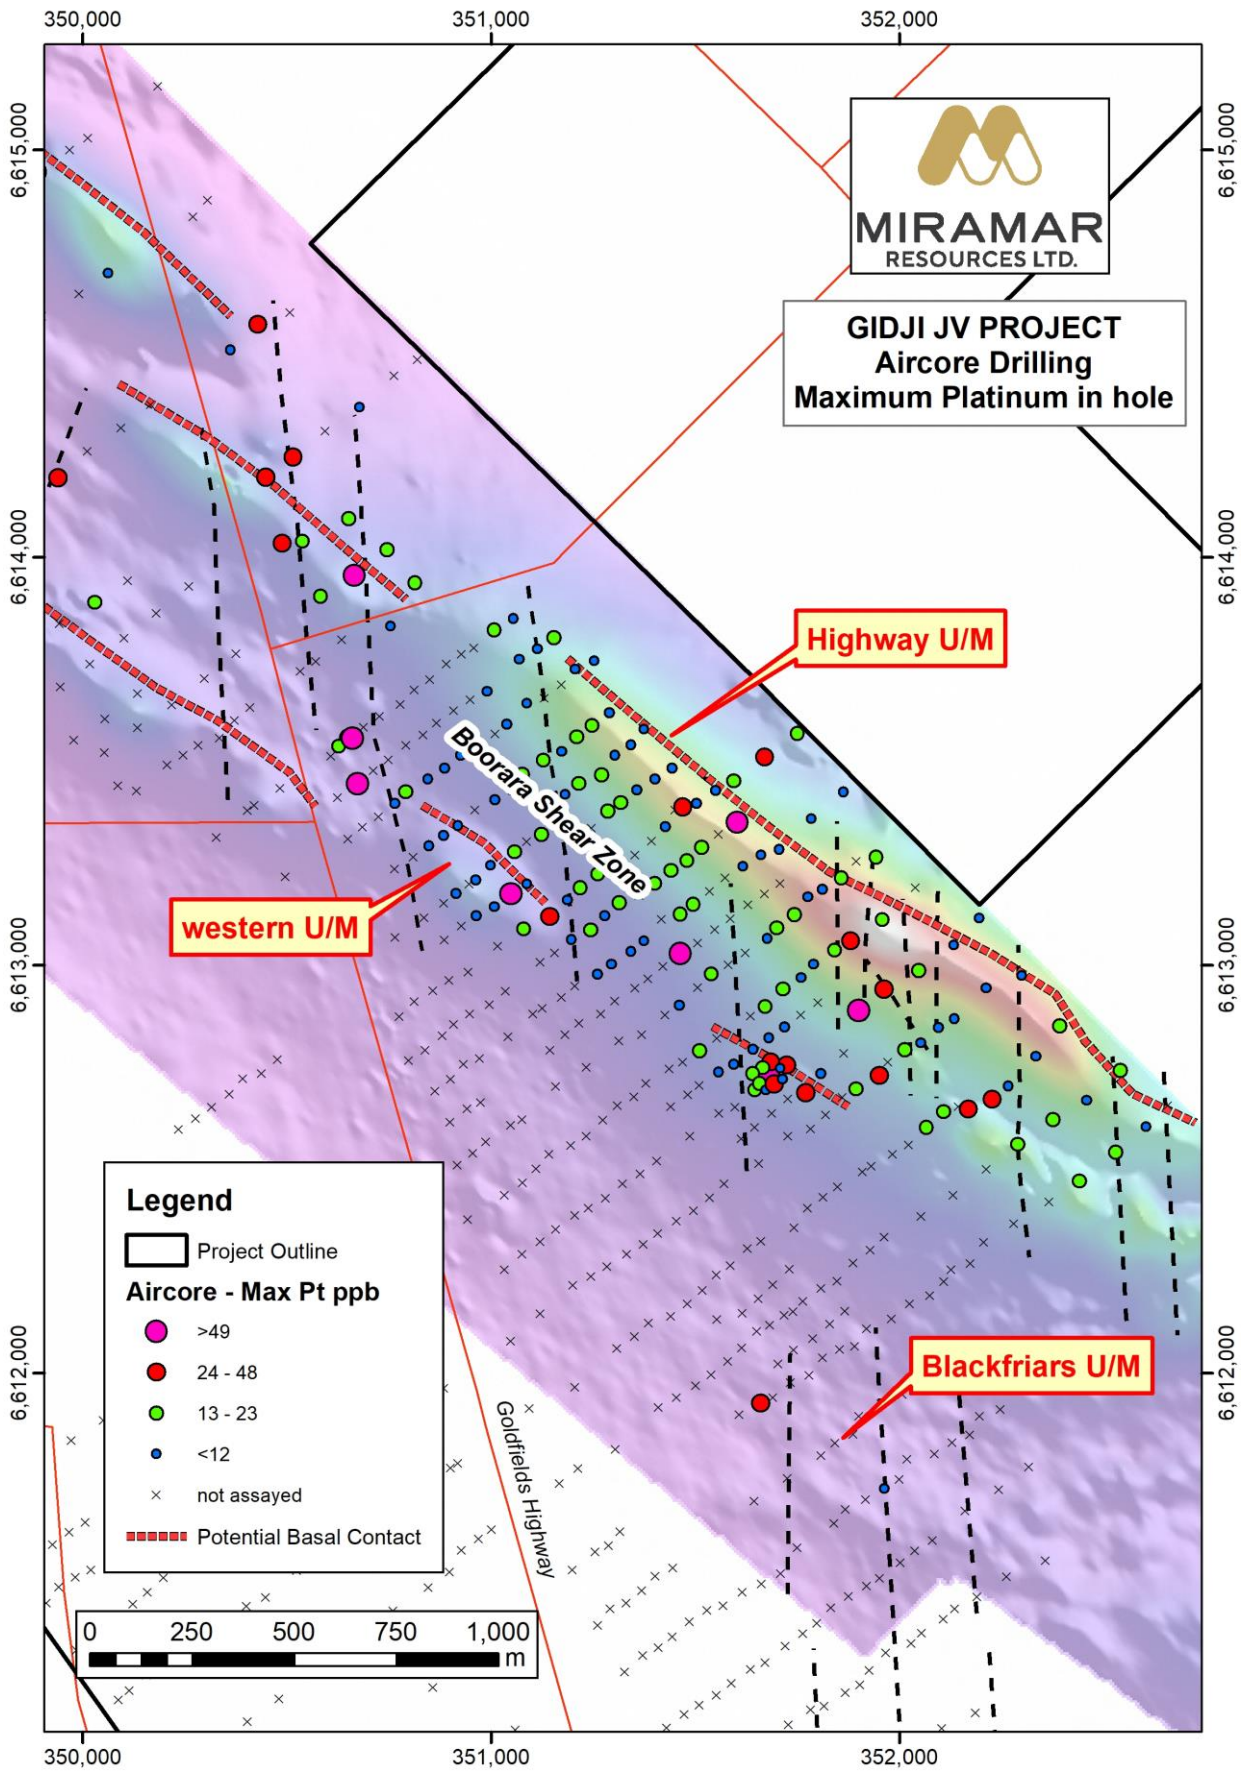 350,000
351,000
352,000
6,615,000
6,615,000
MIRAMAR
RESOURCES LTD.
GIDJI JV PROJECT
Aircore Drilling
Maximum Platinum in hole
6,614,000
6,614,000
Highway U/M
Boorara Shear Zone
western U/M
6,613,000
6,613,000
Legend
Project Outline
Aircore - Max Pt ppb
>49
24 - 48
13 - 23
<12
not assayed
Potential Basal Contact
6,612,000
6,612,000
Blackfriars U/M
Goldfields Highway
0 250 500 750 1,000
m
350,000
351,000
352,000